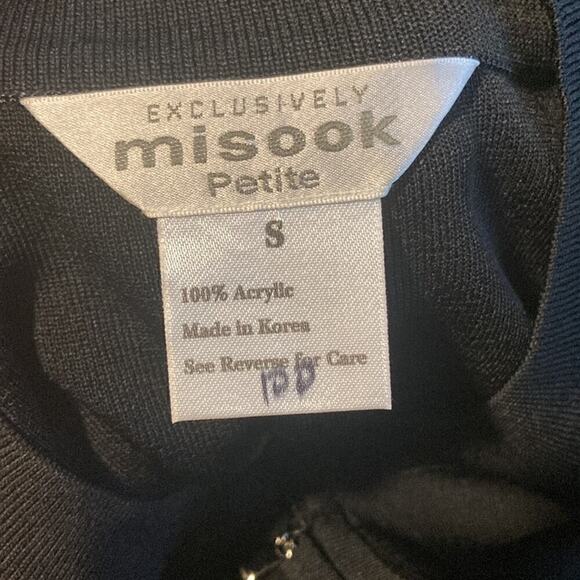 EXCLUSIVELY
misook
Petite
S
100% Acrylic
Made in Korea
See Reverse for Care